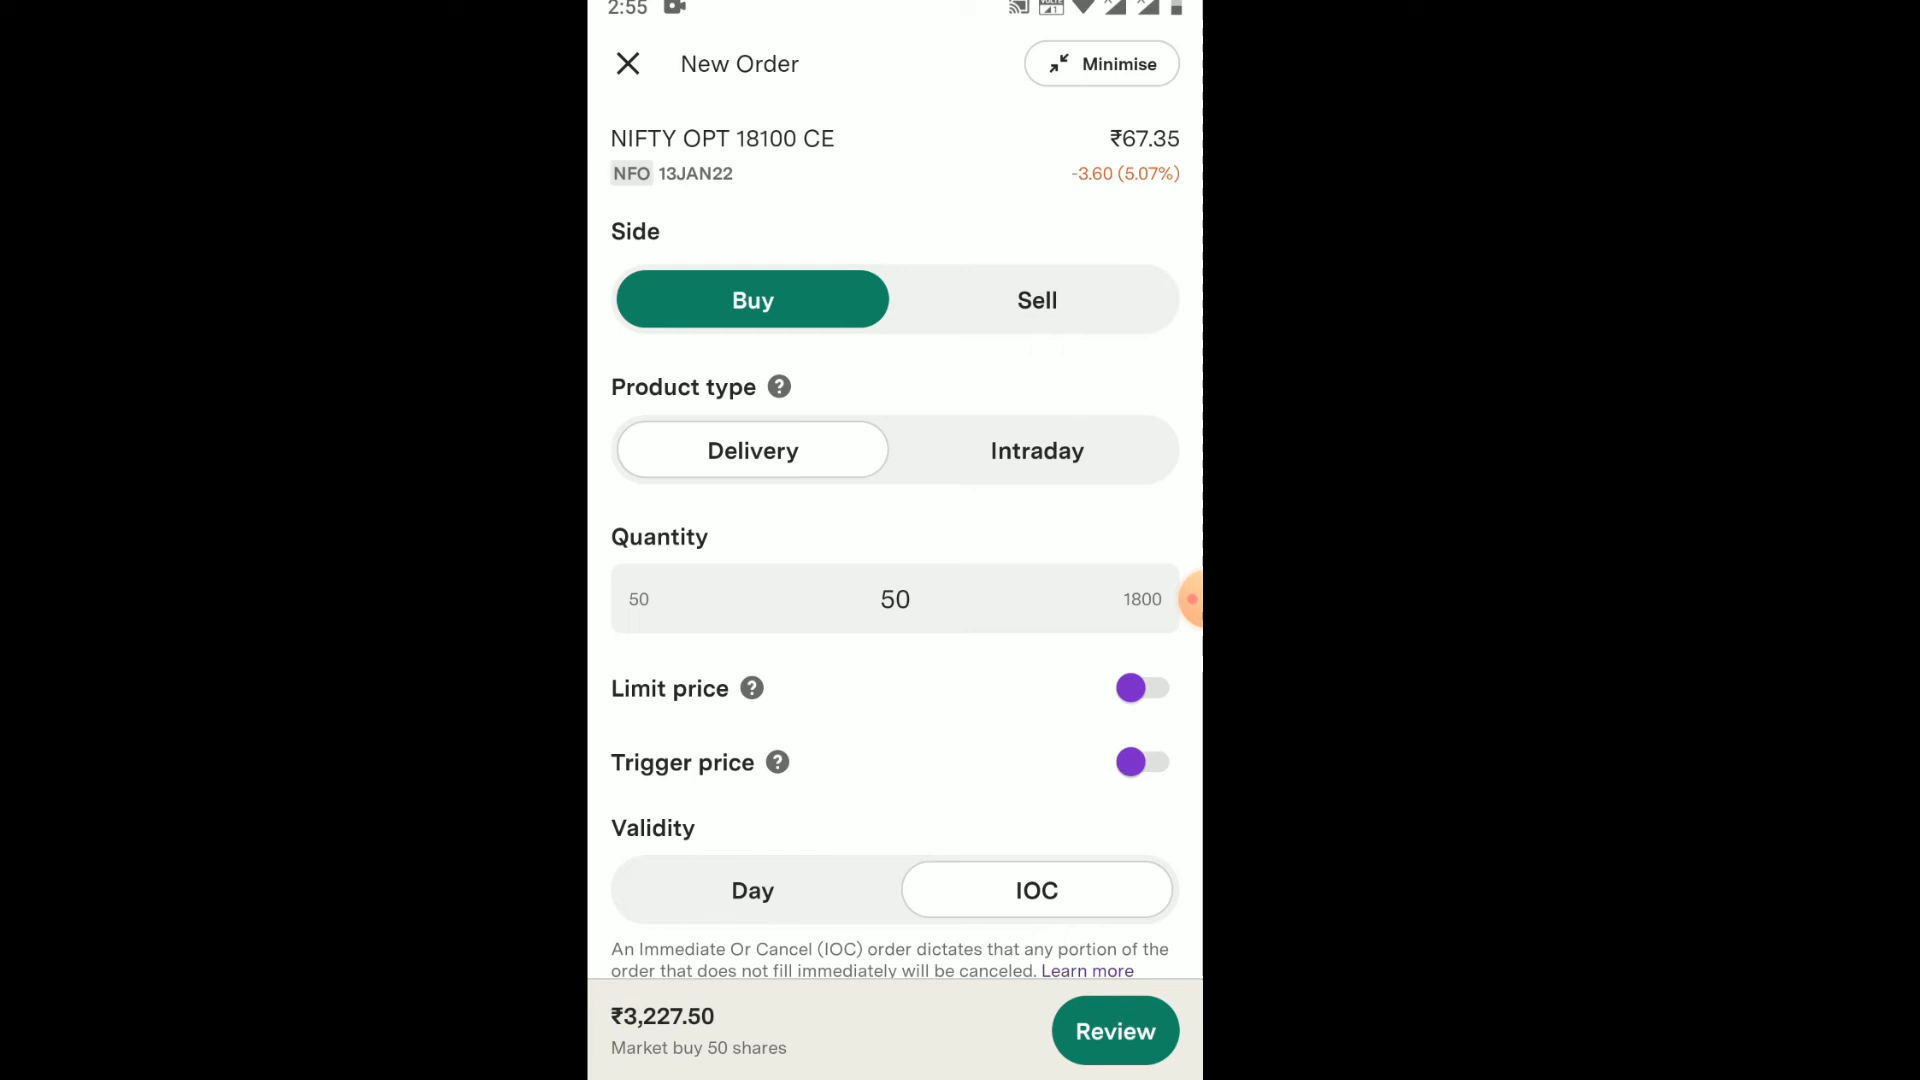 2:55
New Order
Minimise
NIFTY OPT 18100 CE
₹67.35
NFO 13JAN22
-3.60 (5.07%)
Side
Buy
Sell
Product type ?
Delivery
Intraday
Quantity
50
50
1800
Limit price ?
Trigger price ?
Validity
Day
IOC
An Immediate Or Cancel (IOC) order dictates that any portion of the
order that does not fill immediately will be canceled. Learn more
₹3,227.50
Market buy 50 shares
Review